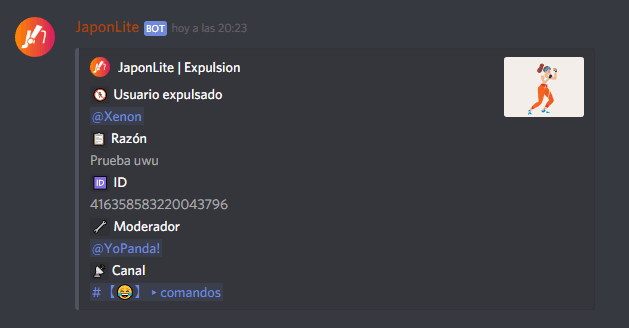 JaponLite BOT hoy a las 20:23
JaponLite | Expulsion
Usuario expulsado
@Xenon
📋 Razón
Prueba uwu
🆔 ID
416358583220043796
Moderador
@YoPanda!
📡 Canal
# 【😂】 ‣ comandos